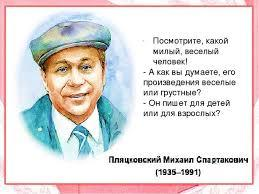 · Посмотрите, какой
милый, веселый
человек!
- А как вы думаете, его
произведения веселые
или грустные?
- Он пишет для детей
или для взрослых?
Пляцковский Михаил Спартакович
(1935–1991)